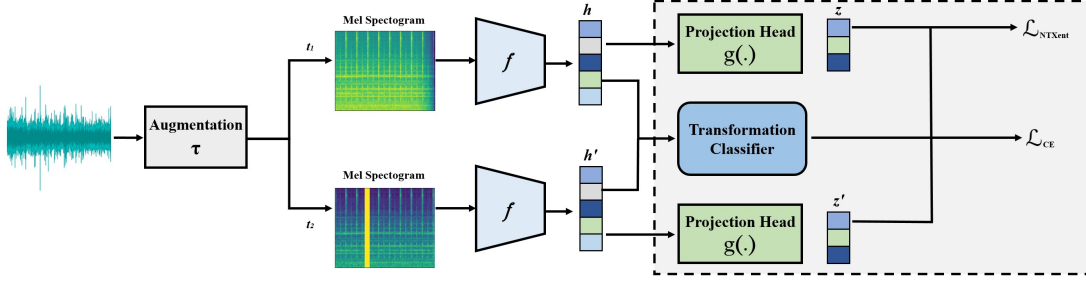 Mel Spectogram
h
z
t₁
f
Projection Head
g(.)
ℒNTXent
Augmentation
τ
Transformation
Classifier
ℒCE
Mel Spectogram
h'
z'
t₂
f
Projection Head
g(.)